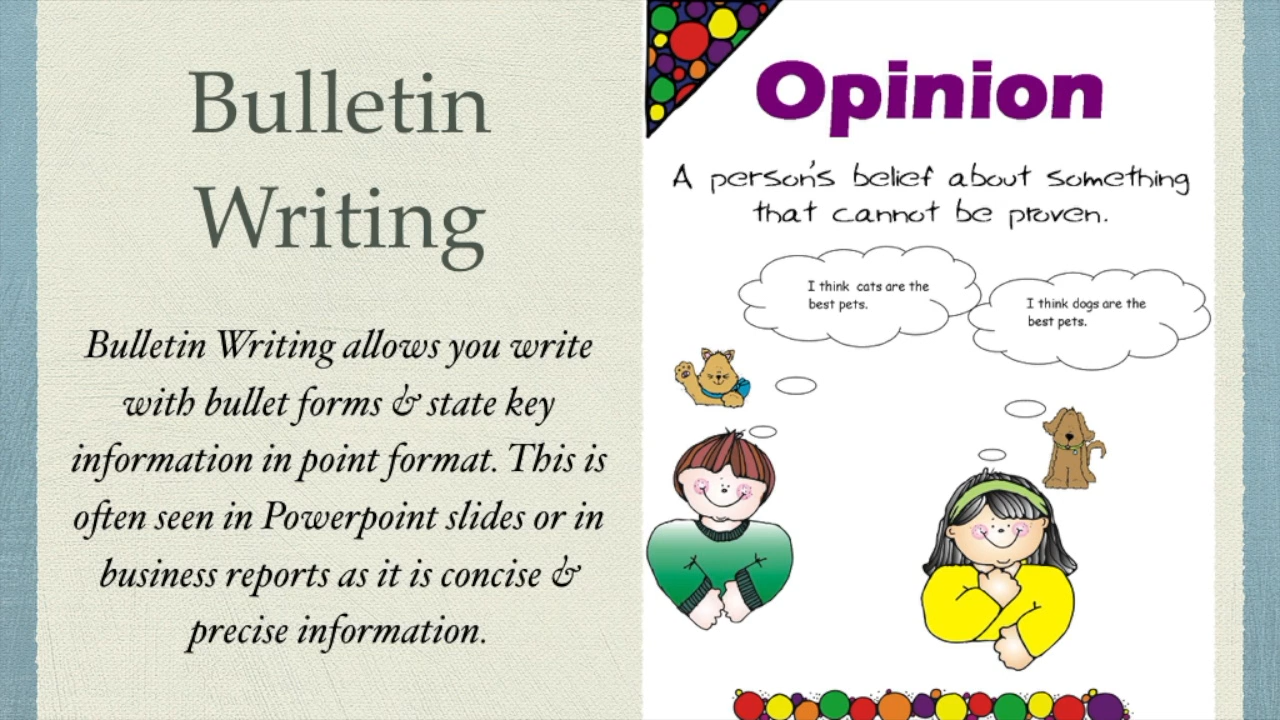 Bulletin
Writing
Bulletin Writing allows you write
with bullet forms & state key
information in point format. This is
often seen in Powerpoint slides or in
business reports as it is concise &
precise information.
Opinion
A person's belief about something
that cannot be proven.
I think cats are the
best pets.
I think dogs are the
best pets.